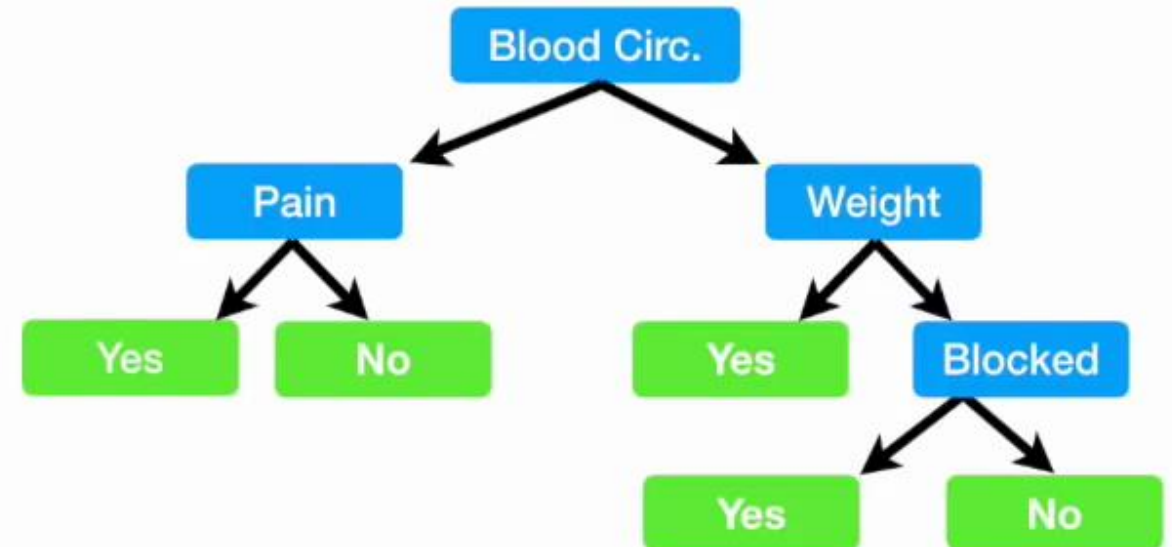 Blood Circ.
Pain
Weight
Yes
No
Yes
Blocked
Yes
No